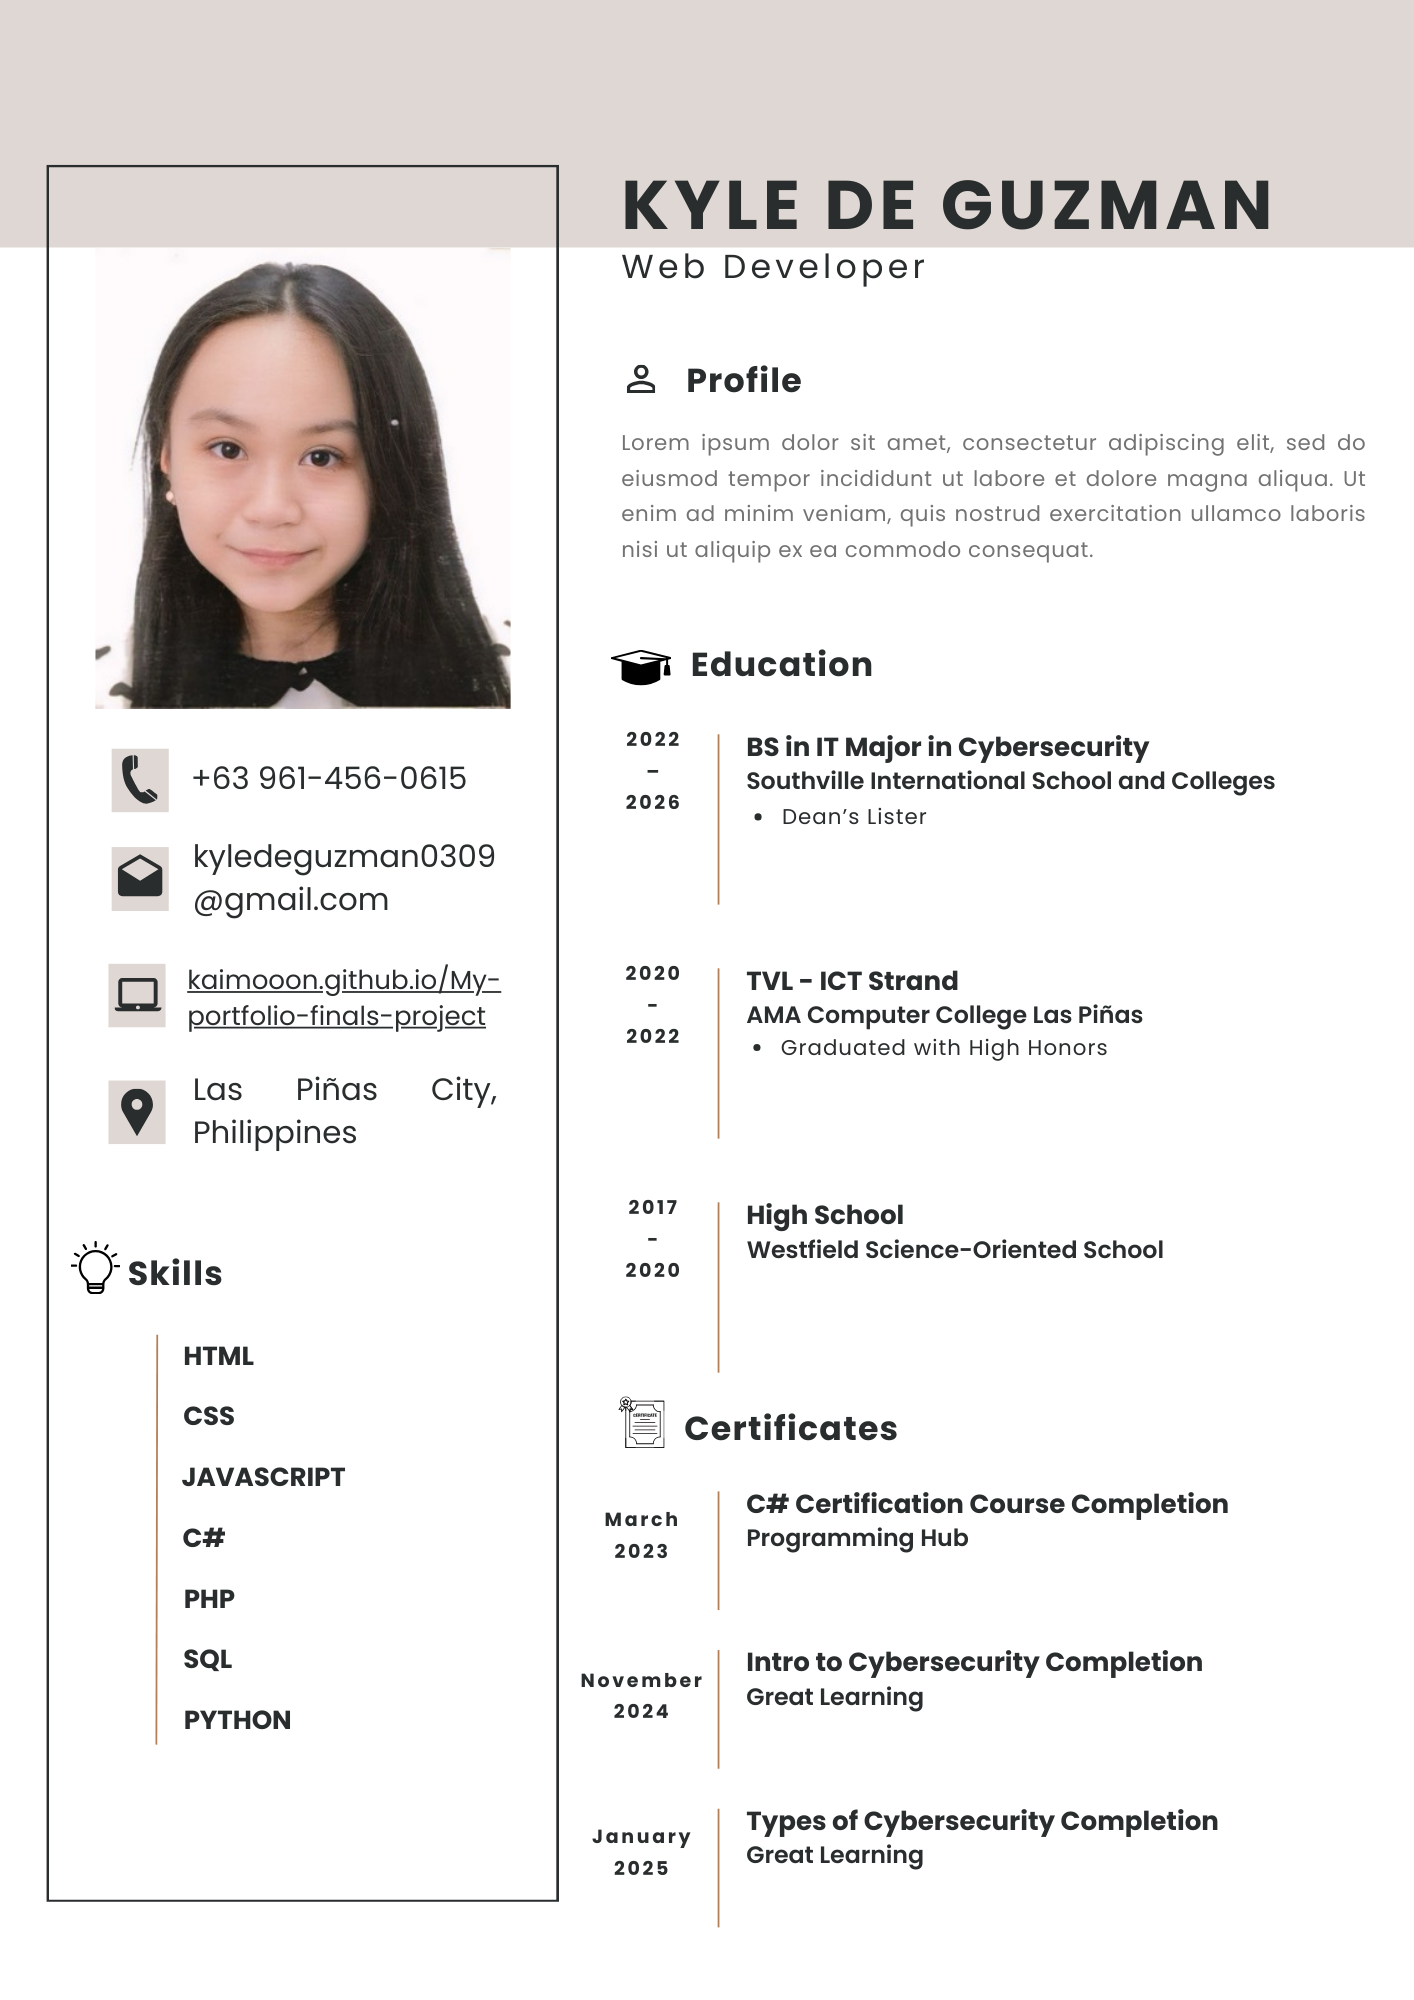 KYLE DE GUZMAN
Web Developer
+63 961-456-0615
kyledeguzman0309
@gmail.com
kaimooon.github.io/My-
portfolio-finals-project
Las Piñas City,
Philippines
Skills
HTML
CSS
JAVASCRIPT
C#
PHP
SQL
PYTHON
Profile
Lorem ipsum dolor sit amet, consectetur adipiscing elit, sed do
eiusmod tempor incididunt ut labore et dolore magna aliqua. Ut
enim ad minim veniam, quis nostrud exercitation ullamco laboris
nisi ut aliquip ex ea commodo consequat.
Education
2022
–
2026
BS in IT Major in Cybersecurity
Southville International School and Colleges
• Dean’s Lister
2020
-
2022
TVL - ICT Strand
AMA Computer College Las Piñas
• Graduated with High Honors
2017
-
2020
High School
Westfield Science-Oriented School
CERTIFICATE
Certificates
March
2023
C# Certification Course Completion
Programming Hub
November
2024
Intro to Cybersecurity Completion
Great Learning
January
2025
Types of Cybersecurity Completion
Great Learning